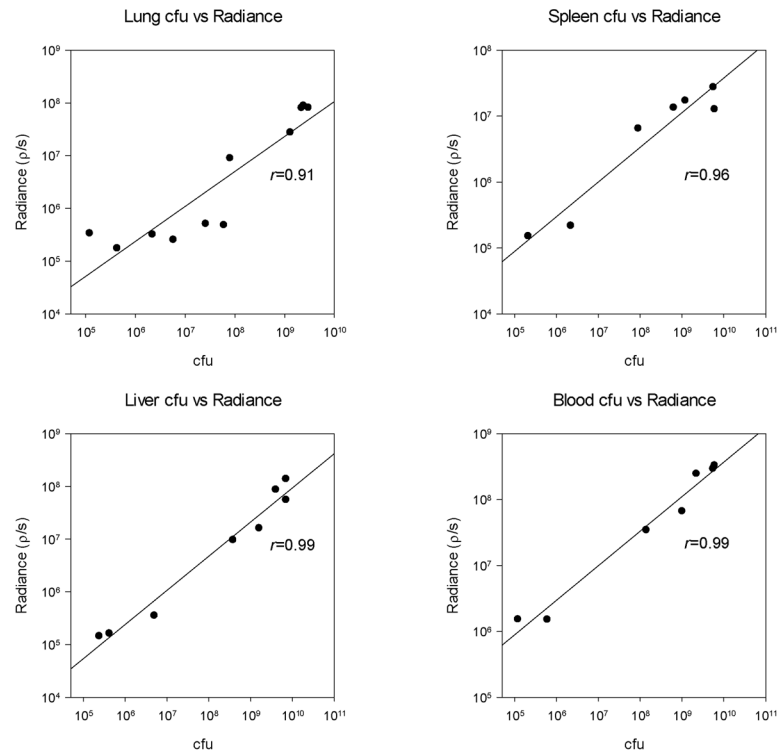 Lung cfu vs Radiance
Radiance (ρ/s)
10⁹
10⁸
10⁷
10⁶
10⁵
10⁴
r=0.91
10⁵ 10⁶ 10⁷ 10⁸ 10⁹ 10¹⁰
cfu
Spleen cfu vs Radiance
Radiance (ρ/s)
10⁸
10⁷
10⁶
10⁵
10⁴
r=0.96
10⁵ 10⁶ 10⁷ 10⁸ 10⁹ 10¹⁰ 10¹¹
cfu
Liver cfu vs Radiance
Radiance (ρ/s)
10⁹
10⁸
10⁷
10⁶
10⁵
10⁴
r=0.99
10⁵ 10⁶ 10⁷ 10⁸ 10⁹ 10¹⁰ 10¹¹
cfu
Blood cfu vs Radiance
Radiance (ρ/s)
10⁹
10⁸
10⁷
10⁶
10⁵
r=0.99
10⁵ 10⁶ 10⁷ 10⁸ 10⁹ 10¹⁰ 10¹¹
cfu